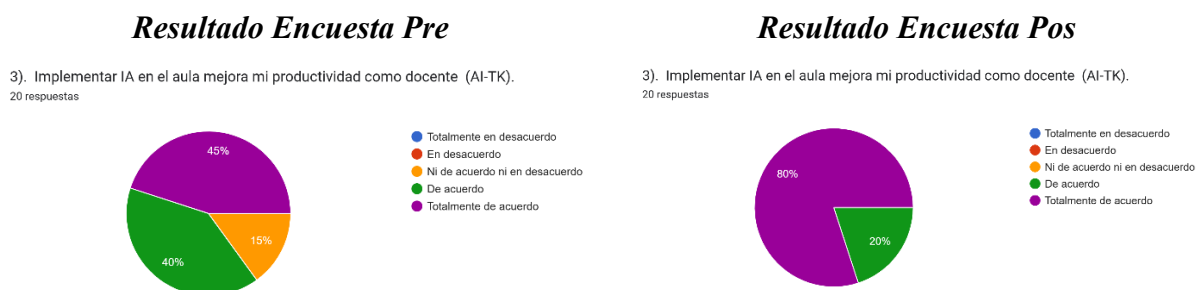 Resultado Encuesta Pre
3). Implementar IA en el aula mejora mi productividad como docente (AI-TK).
20 respuestas
45%
15%
40%
Totalmente en desacuerdo
En desacuerdo
Ni de acuerdo ni en desacuerdo
De acuerdo
Totalmente de acuerdo
Resultado Encuesta Pos
3). Implementar IA en el aula mejora mi productividad como docente (AI-TK).
20 respuestas
80%
20%
Totalmente en desacuerdo
En desacuerdo
Ni de acuerdo ni en desacuerdo
De acuerdo
Totalmente de acuerdo